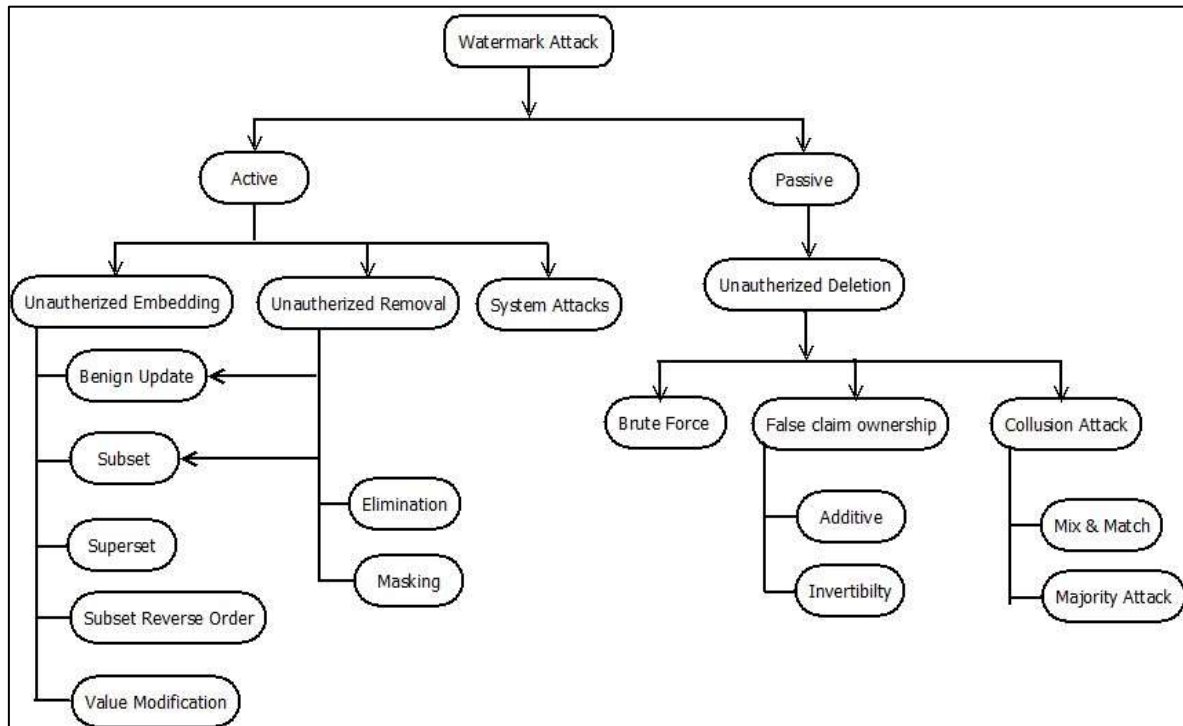 Watermark Attack
Active
Passive
Unautherized Embedding
Unautherized Removal
System Attacks
Unautherized Deletion
Benign Update
Subset
Superset
Subset Reverse Order
Value Modification
Elimination
Masking
Brute Force
False claim ownership
Collusion Attack
Additive
Invertibilty
Mix & Match
Majority Attack